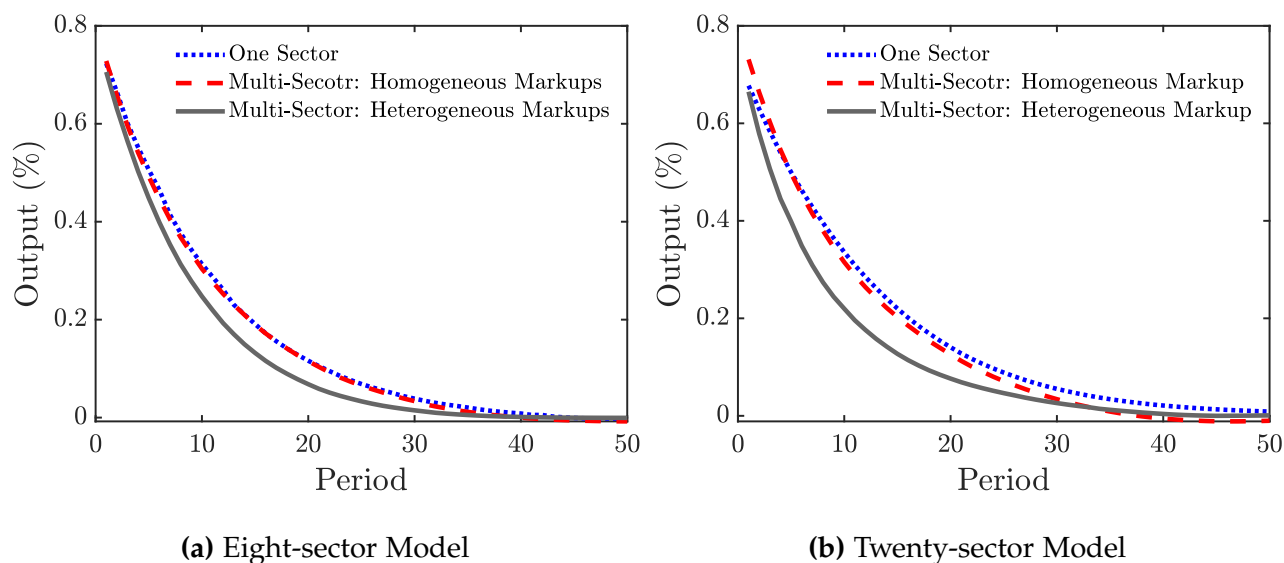 0.8
0.6
0.4
0.2
0
Output (%)
One Sector
Multi-Secotr: Homogeneous Markups
Multi-Sector: Heterogeneous Markups
0 10 20 30 40 50
Period
(a) Eight-sector Model
0.8
0.6
0.4
0.2
0
Output (%)
One Sector
Multi-Secotr: Homogeneous Markup
Multi-Sector: Heterogeneous Markup
0 10 20 30 40 50
Period
(b) Twenty-sector Model